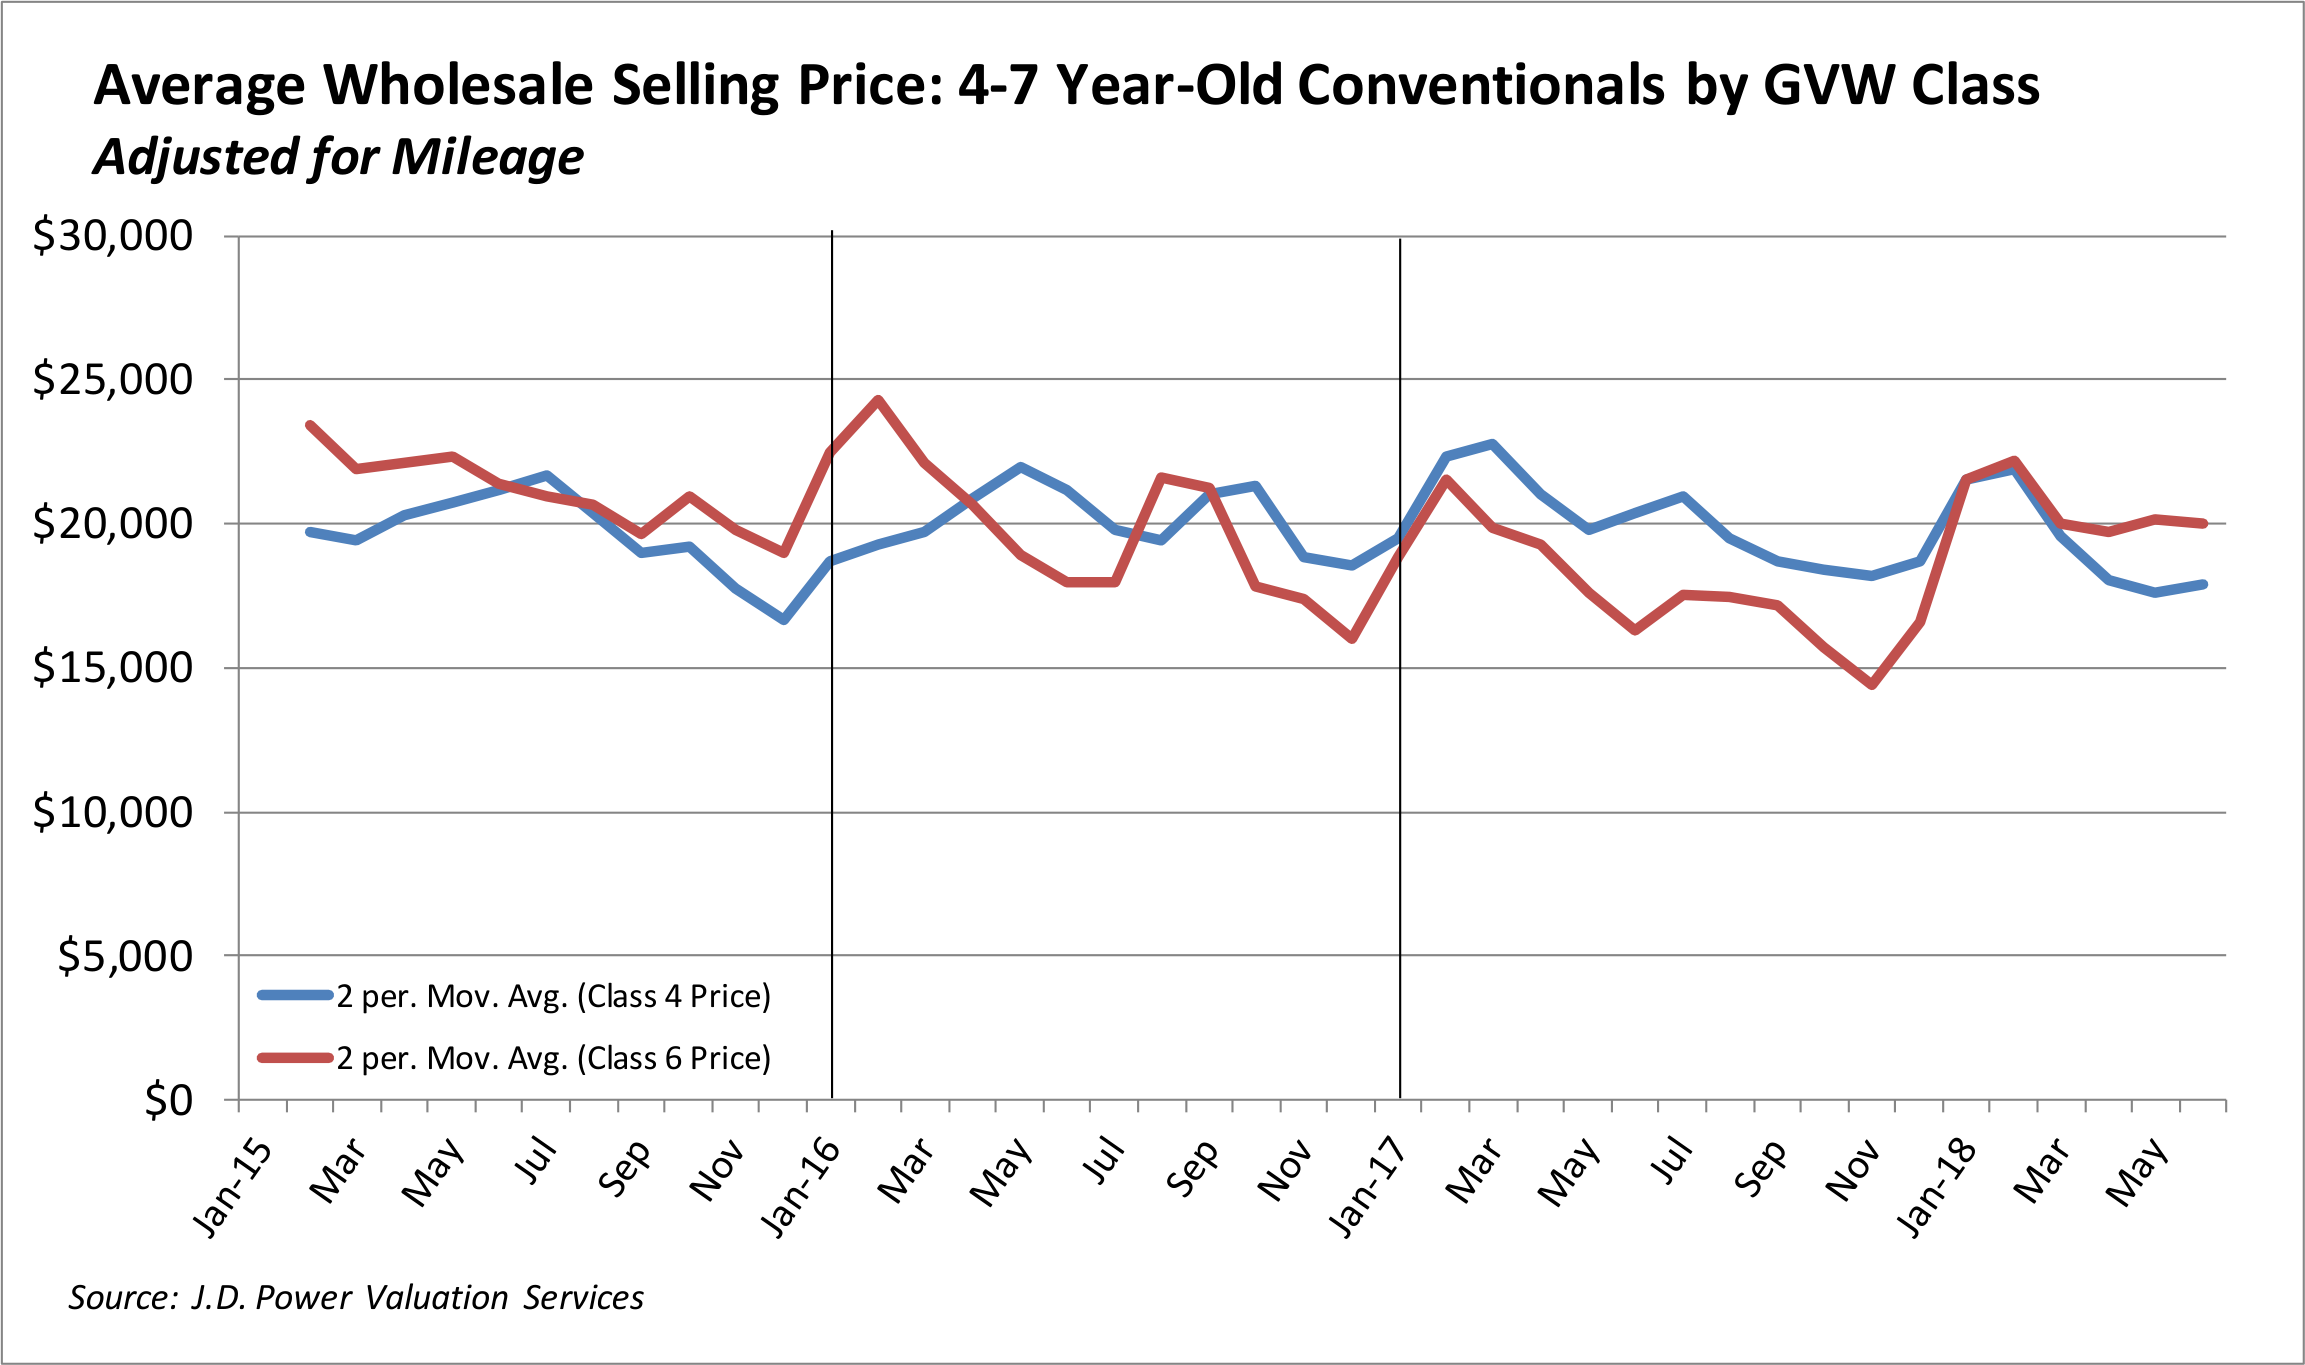 Average Wholesale Selling Price: 4-7 Year-Old Conventionals by GVW Class
Adjusted for Mileage
$30,000
$25,000
$20,000
$15,000
$10,000
$5,000
$0
2 per. Mov. Avg. (Class 4 Price)
2 per. Mov. Avg. (Class 6 Price)
Jan-15
Mar
May
Jul
Sep
Nov
Jan-16
Mar
May
Jul
Sep
Nov
Jan-17
Mar
May
Jul
Sep
Nov
Jan-18
Mar
May
Source: J.D. Power Valuation Services